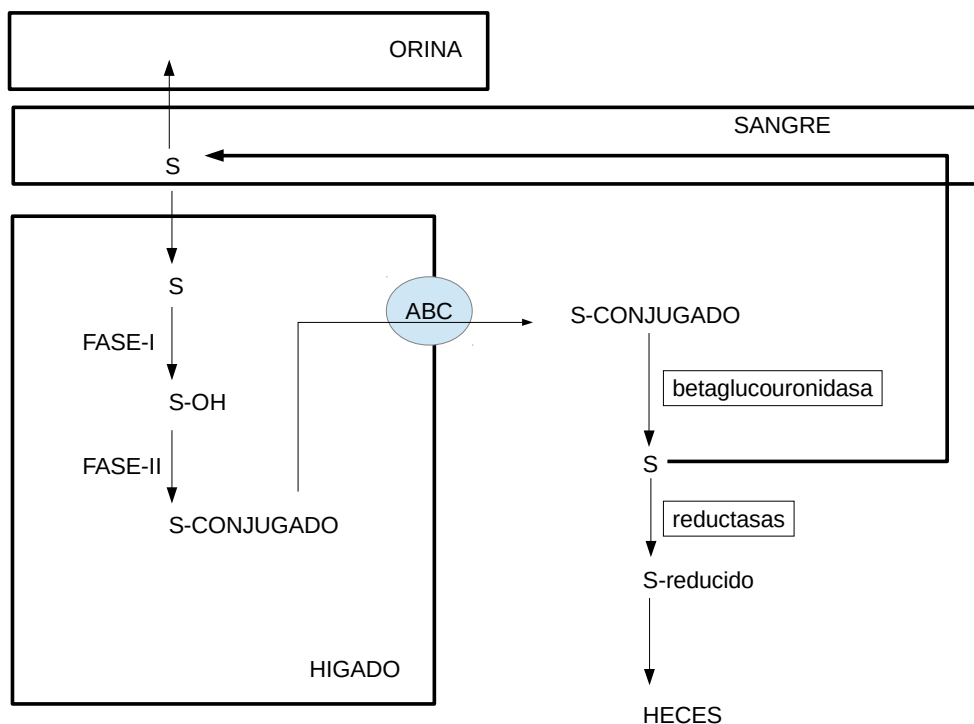 ORINA
SANGRE
S
S
ABC
S-CONJUGADO
FASE-I
betaglucouronidasa
S-OH
FASE-II
S
S-CONJUGADO
reductasas
S-reducido
HIGADO
HECES